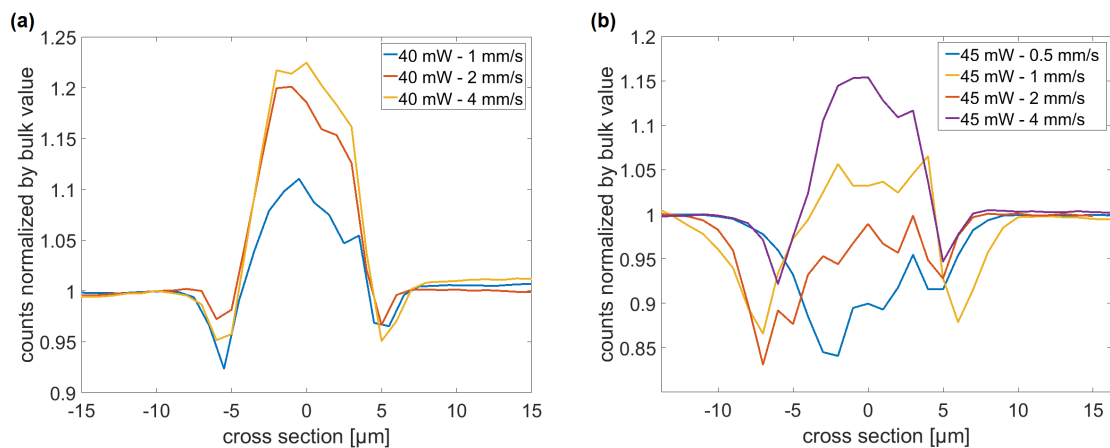 (a)
counts normalized by bulk value
1.25
1.2
1.15
1.1
1.05
1
0.95
0.9
40 mW - 1 mm/s
40 mW - 2 mm/s
40 mW - 4 mm/s
-15 -10 -5 0 5 10 15
cross section [µm]
(b)
counts normalized by bulk value
1.2
1.15
1.1
1.05
1
0.95
0.9
0.85
45 mW - 0.5 mm/s
45 mW - 1 mm/s
45 mW - 2 mm/s
45 mW - 4 mm/s
-10 -5 0 5 10 15
cross section [µm]